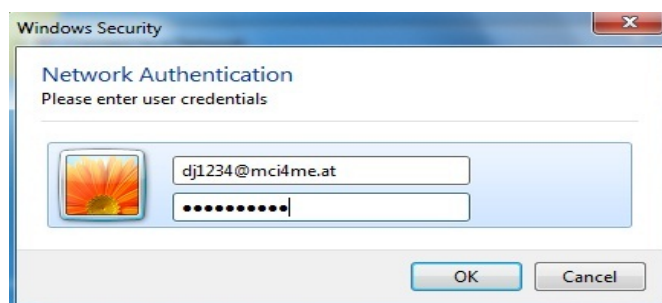 Windows Security
Network Authentication
Please enter user credentials
dj1234@mci4me.at
●●●●●●●●●●
OK Cancel